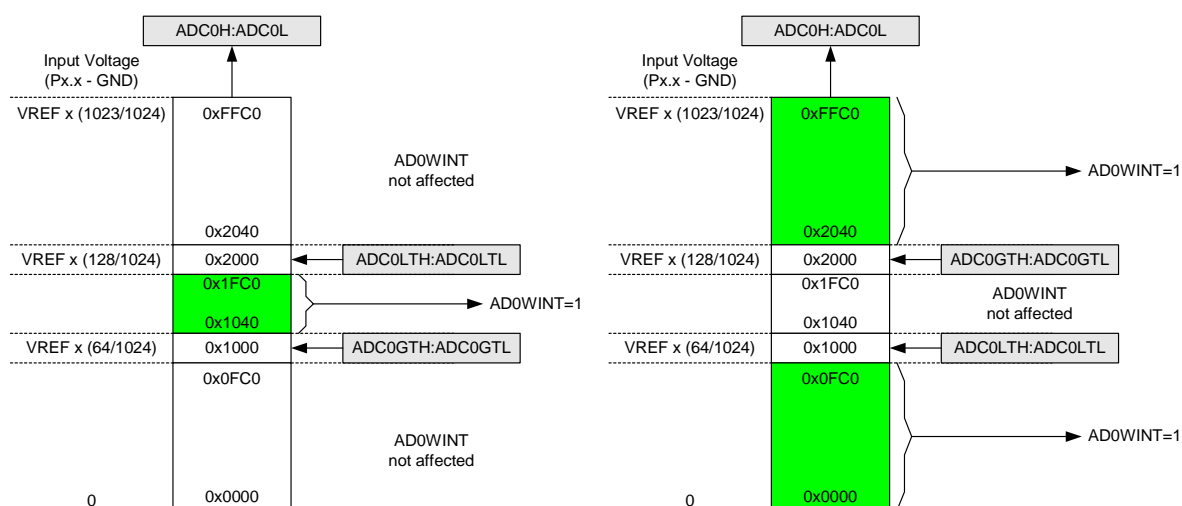 ADC0H:ADC0L
Input Voltage
(Px.x - GND)
VREF x (1023/1024)
0xFFC0
AD0WINT
not affected
0x2040
VREF x (128/1024)
0x2000
ADC0LTH:ADC0LTL
0x1FC0
AD0WINT=1
0x1040
VREF x (64/1024)
0x1000
ADC0GTH:ADC0GTL
0x0FC0
AD0WINT
not affected
0
0x0000
ADC0H:ADC0L
Input Voltage
(Px.x - GND)
VREF x (1023/1024)
0xFFC0
AD0WINT=1
0x2040
VREF x (128/1024)
0x2000
ADC0GTH:ADC0GTL
0x1FC0
AD0WINT
not affected
0x1040
VREF x (64/1024)
0x1000
ADC0LTH:ADC0LTL
0x0FC0
AD0WINT=1
0
0x0000